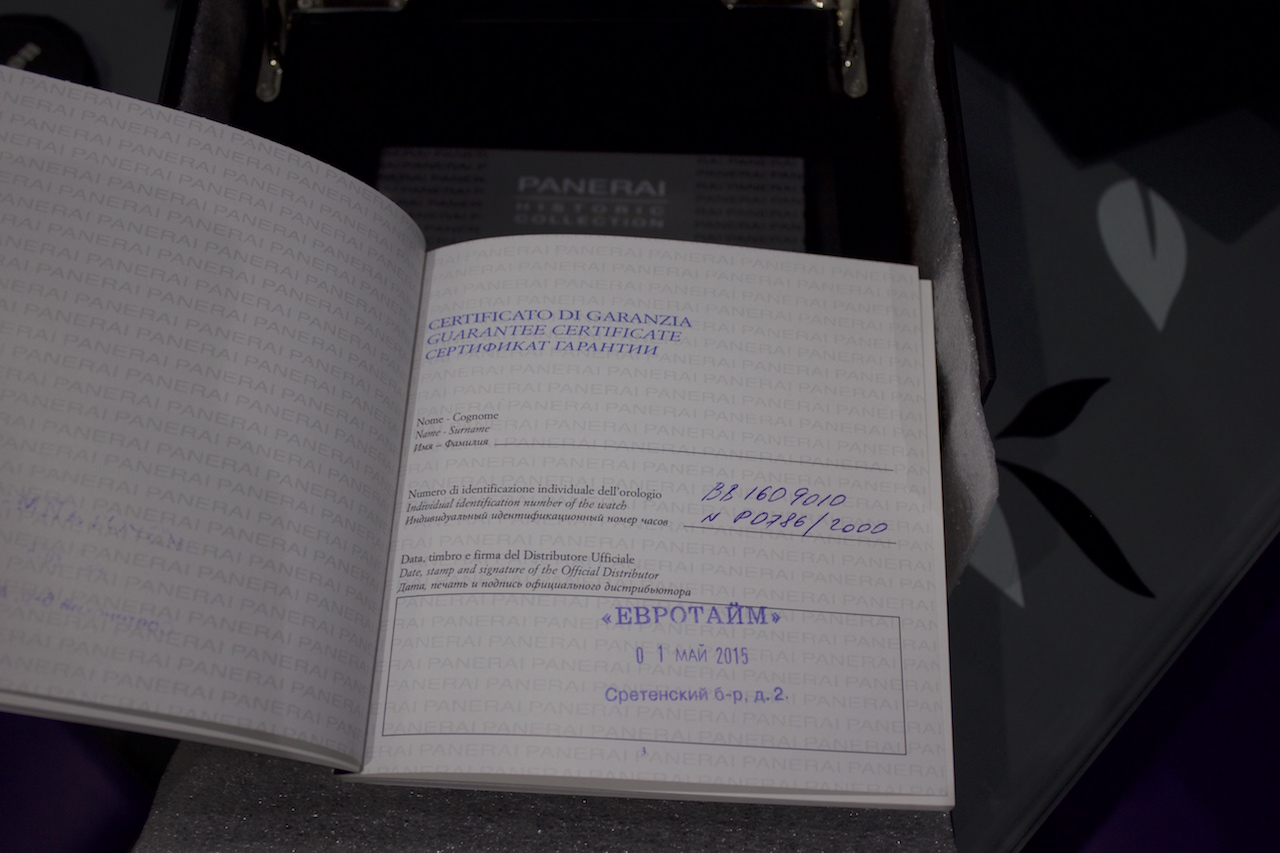 PANERAI
HISTORIC
COLLECTION
CERTIFICATO DI GARANZIA
GUARANTEE CERTIFICATE
СЕРТИФИКАТ ГАРАНТИИ
Nome - Cognome
Name - Surname
Имя – Фамилия
Numero di identificazione individuale dell'orologio
Individual identification number of the watch
Индивидуальный идентификационный номер часов
BB 1609010
N PD786/2000
Data, timbro e firma del Distributore Ufficiale
Date, stamp and signature of the Official Distributor
Дата, печать и подпись официального дистрибьютора
«ЕВРОТАЙМ»
0 1 МАЙ 2015
Сретенский б-р, д.2.